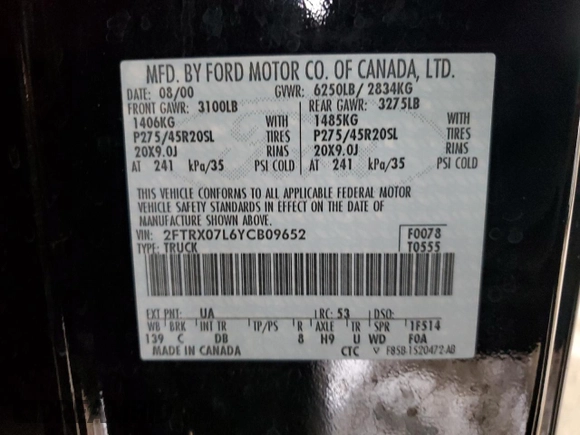 MFD. BY FORD MOTOR CO. OF CANADA, LTD.
DATE: 08/00 GVWR: 6250LB/ 2834KG
FRONT GAWR: 3100LB REAR GAWR: 3275LB
1406KG WITH 1485KG WITH
P275/45R20SL TIRES P275/45R20SL TIRES
20X9.0J RIMS 20X9.0J RIMS
AT 241 kPa/35 PSI COLD AT 241 kPa/35 PSI COLD
THIS VEHICLE CONFORMS TO ALL APPLICABLE FEDERAL MOTOR
VEHICLE SAFETY STANDARDS IN EFFECT ON THE DATE OF
MANUFACTURE SHOWN ABOVE.
VIN: 2FTRX07L6YCB09652 F0078
TYPE: TRUCK T0555
EXT PNT: UA RC: 53 DSO:
WB BRK INT TR TP/PS R AXLE TR SPR 1F514
139 C DB 8 H9 U WD F0A
MADE IN CANADA CTC V F85B-1520472-AB